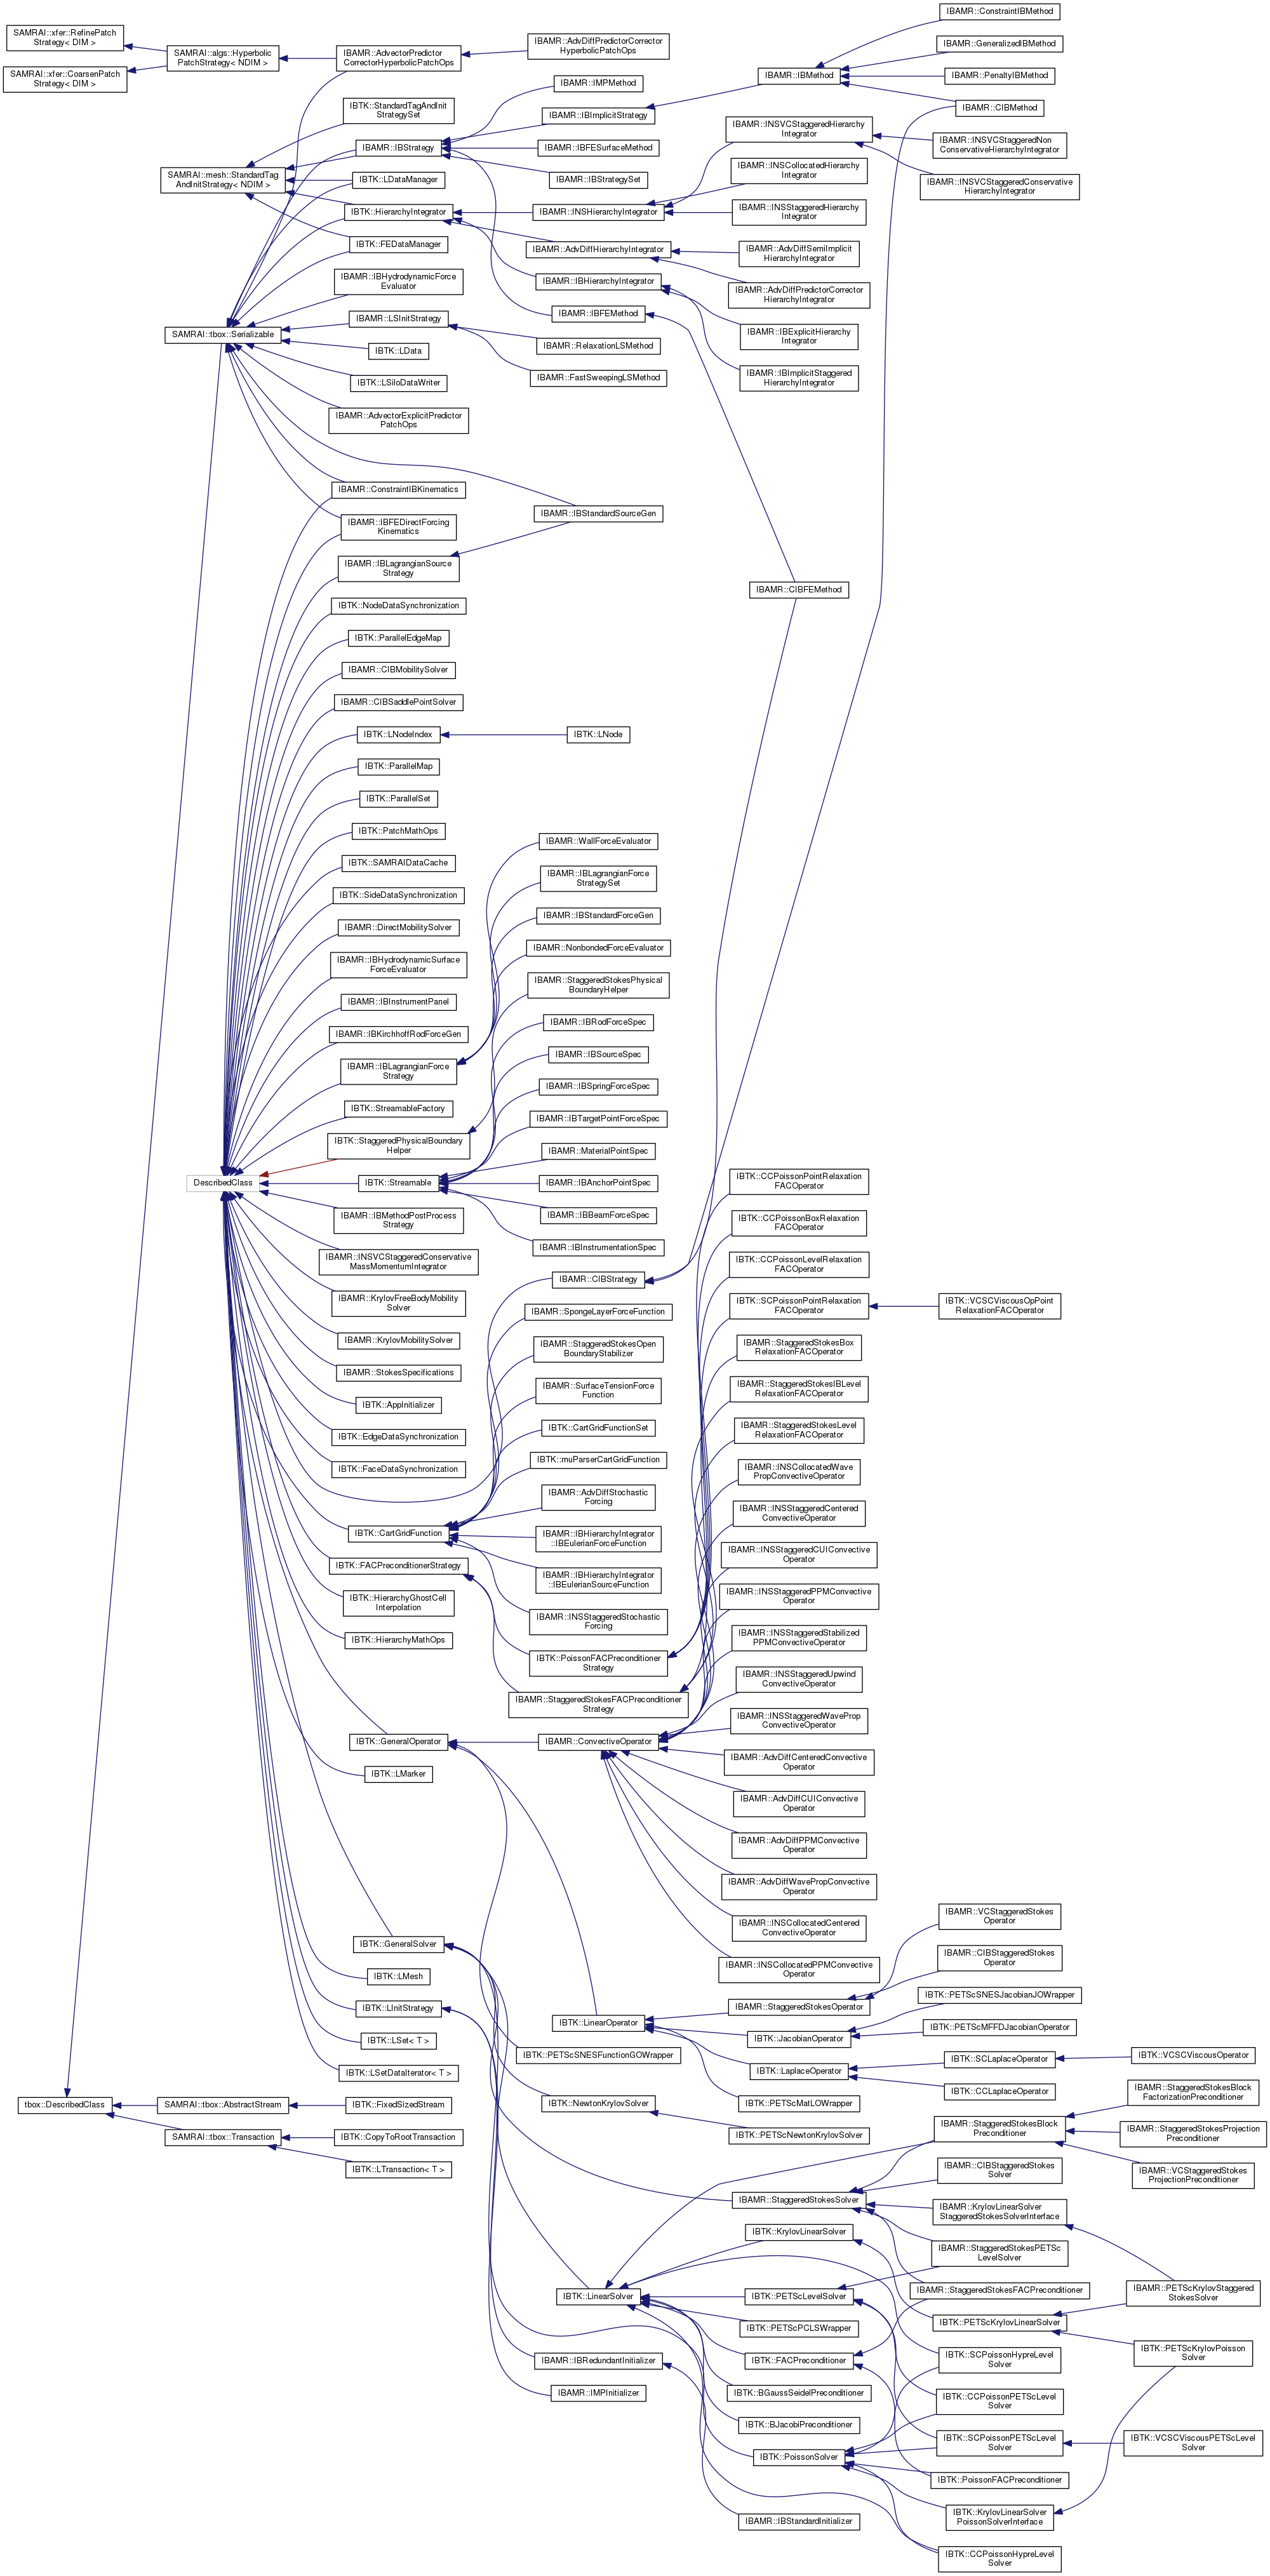 SAMRAI::xfer::RefinePatch
Strategy< DIM >
SAMRAI::xfer::CoarsenPatch
Strategy< DIM >
SAMRAI::algs::Hyperbolic
PatchStrategy< NDIM >
SAMRAI::mesh::StandardTag
AndInitStrategy< NDIM >
SAMRAI::tbox::Serializable
DescribedClass
tbox::DescribedClass
SAMRAI::tbox::AbstractStream
SAMRAI::tbox::Transaction
IBAMR::AdvectorPredictor
CorrectorHyperbolicPatchOps
IBTK::StandardTagAndInit
StrategySet
IBAMR::IBStrategy
IBTK::LDataManager
IBTK::HierarchyIntegrator
IBTK::FEDataManager
IBAMR::IBHydrodynamicForce
Evaluator
IBAMR::LSInitStrategy
IBTK::LData
IBTK::LSiloDataWriter
IBAMR::AdvectorExplicitPredictor
PatchOps
IBAMR::ConstraintIBKinematics
IBAMR::IBFEDirectForcing
Kinematics
IBAMR::IBLagrangianSource
Strategy
IBTK::NodeDataSynchronization
IBTK::ParallelEdgeMap
IBAMR::CIBMobilitySolver
IBAMR::CIBSaddlePointSolver
IBTK::LNodeIndex
IBTK::ParallelMap
IBTK::ParallelSet
IBTK::PatchMathOps
IBTK::SAMRAIDataCache
IBTK::SideDataSynchronization
IBAMR::DirectMobilitySolver
IBAMR::IBHydrodynamicSurface
ForceEvaluator
IBAMR::IBInstrumentPanel
IBAMR::IBKirchhoffRodForceGen
IBAMR::IBLagrangianForce
Strategy
IBTK::StreamableFactory
IBTK::StaggeredPhysicalBoundary
Helper
IBTK::Streamable
IBAMR::IBMethodPostProcess
Strategy
IBAMR::INSVCStaggeredConservative
MassMomentumIntegrator
IBAMR::KrylovFreeBodyMobility
Solver
IBAMR::KrylovMobilitySolver
IBAMR::StokesSpecifications
IBTK::AppInitializer
IBTK::EdgeDataSynchronization
IBTK::FaceDataSynchronization
IBTK::CartGridFunction
IBTK::FACPreconditionerStrategy
IBTK::HierarchyGhostCell
Interpolation
IBTK::HierarchyMathOps
IBTK::GeneralOperator
IBTK::LMarker
IBTK::GeneralSolver
IBTK::LMesh
IBTK::LInitStrategy
IBTK::LSet< T >
IBTK::LSetDataIterator< T >
IBTK::FixedSizedStream
IBTK::CopyToRootTransaction
IBTK::LTransaction< T >
IBAMR::AdvDiffPredictorCorrector
HyperbolicPatchOps
IBAMR::IMPMethod
IBAMR::IBImplicitStrategy
IBAMR::IBFESurfaceMethod
IBAMR::IBStrategySet
IBAMR::INSHierarchyIntegrator
IBAMR::AdvDiffHierarchyIntegrator
IBAMR::IBHierarchyIntegrator
IBAMR::IBFEMethod
IBAMR::RelaxationLSMethod
IBAMR::FastSweepingLSMethod
IBAMR::IBStandardSourceGen
IBTK::LNode
IBAMR::WallForceEvaluator
IBAMR::IBLagrangianForce
StrategySet
IBAMR::IBStandardForceGen
IBAMR::NonbondedForceEvaluator
IBAMR::StaggeredStokesPhysical
BoundaryHelper
IBAMR::IBRodForceSpec
IBAMR::IBSourceSpec
IBAMR::IBSpringForceSpec
IBAMR::IBTargetPointForceSpec
IBAMR::MaterialPointSpec
IBAMR::IBAnchorPointSpec
IBAMR::IBBeamForceSpec
IBAMR::IBInstrumentationSpec
IBAMR::CIBStrategy
IBAMR::SpongeLayerForceFunction
IBAMR::StaggeredStokesOpen
BoundaryStabilizer
IBAMR::SurfaceTensionForce
Function
IBTK::CartGridFunctionSet
IBTK::muParserCartGridFunction
IBAMR::AdvDiffStochastic
Forcing
IBAMR::IBHierarchyIntegrator
::IBEulerianForceFunction
IBAMR::IBHierarchyIntegrator
::IBEulerianSourceFunction
IBAMR::INSStaggeredStochastic
Forcing
IBTK::PoissonFACPreconditioner
Strategy
IBAMR::StaggeredStokesFACPreconditioner
Strategy
IBAMR::ConvectiveOperator
IBTK::LinearOperator
IBTK::PETScSNESFunctionGOWrapper
IBTK::NewtonKrylovSolver
IBTK::LinearSolver
IBAMR::IBRedundantInitializer
IBAMR::IMPInitializer
IBAMR::IBMethod
IBAMR::INSVCStaggeredHierarchy
Integrator
IBAMR::INSCollocatedHierarchy
Integrator
IBAMR::INSStaggeredHierarchy
Integrator
IBAMR::AdvDiffSemiImplicit
HierarchyIntegrator
IBAMR::AdvDiffPredictorCorrector
HierarchyIntegrator
IBAMR::IBExplicitHierarchy
Integrator
IBAMR::IBImplicitStaggered
HierarchyIntegrator
IBAMR::CIBFEMethod
IBTK::CCPoissonPointRelaxation
FACOperator
IBTK::CCPoissonBoxRelaxation
FACOperator
IBTK::CCPoissonLevelRelaxation
FACOperator
IBTK::SCPoissonPointRelaxation
FACOperator
IBAMR::StaggeredStokesBox
RelaxationFACOperator
IBAMR::StaggeredStokesIBLevel
RelaxationFACOperator
IBAMR::StaggeredStokesLevel
RelaxationFACOperator
IBAMR::INSCollocatedWave
PropConvectiveOperator
IBAMR::INSStaggeredCentered
ConvectiveOperator
IBAMR::INSStaggeredCUIConvective
Operator
IBAMR::INSStaggeredPPMConvective
Operator
IBAMR::INSStaggeredStabilized
PPMConvectiveOperator
IBAMR::INSStaggeredUpwind
ConvectiveOperator
IBAMR::INSStaggeredWaveProp
ConvectiveOperator
IBAMR::AdvDiffCenteredConvective
Operator
IBAMR::AdvDiffCUIConvective
Operator
IBAMR::AdvDiffPPMConvective
Operator
IBAMR::AdvDiffWavePropConvective
Operator
IBAMR::INSCollocatedCentered
ConvectiveOperator
IBAMR::INSCollocatedPPMConvective
Operator
IBAMR::StaggeredStokesOperator
IBTK::JacobianOperator
IBTK::LaplaceOperator
IBTK::PETScMatLOWrapper
IBTK::PETScNewtonKrylovSolver
IBAMR::StaggeredStokesSolver
IBTK::KrylovLinearSolver
IBTK::PETScLevelSolver
IBTK::PETScPCLSWrapper
IBTK::FACPreconditioner
IBTK::BGaussSeidelPreconditioner
IBTK::BJacobiPreconditioner
IBTK::PoissonSolver
IBAMR::IBStandardInitializer
IBAMR::ConstraintIBMethod
IBAMR::GeneralizedIBMethod
IBAMR::PenaltyIBMethod
IBAMR::CIBMethod
IBAMR::INSVCStaggeredNon
ConservativeHierarchyIntegrator
IBAMR::INSVCStaggeredConservative
HierarchyIntegrator
IBTK::VCSCViscousOpPoint
RelaxationFACOperator
IBAMR::VCStaggeredStokes
Operator
IBAMR::CIBStaggeredStokes
Operator
IBTK::PETScSNESJacobianJOWrapper
IBTK::PETScMFFDJacobianOperator
IBTK::SCLaplaceOperator
IBTK::CCLaplaceOperator
IBAMR::StaggeredStokesBlock
Preconditioner
IBAMR::CIBStaggeredStokes
Solver
IBAMR::KrylovLinearSolver
StaggeredStokesSolverInterface
IBAMR::StaggeredStokesPETSc
LevelSolver
IBAMR::StaggeredStokesFACPreconditioner
IBTK::PETScKrylovLinearSolver
IBTK::SCPoissonHypreLevel
Solver
IBTK::CCPoissonPETScLevel
Solver
IBTK::SCPoissonPETScLevel
Solver
IBTK::PoissonFACPreconditioner
IBTK::KrylovLinearSolver
PoissonSolverInterface
IBTK::CCPoissonHypreLevel
Solver
IBTK::VCSCViscousOperator
IBAMR::StaggeredStokesBlock
FactorizationPreconditioner
IBAMR::StaggeredStokesProjection
Preconditioner
IBAMR::VCStaggeredStokes
ProjectionPreconditioner
IBAMR::PETScKrylovStaggered
StokesSolver
IBTK::PETScKrylovPoisson
Solver
IBTK::VCSCViscousPETScLevel
Solver